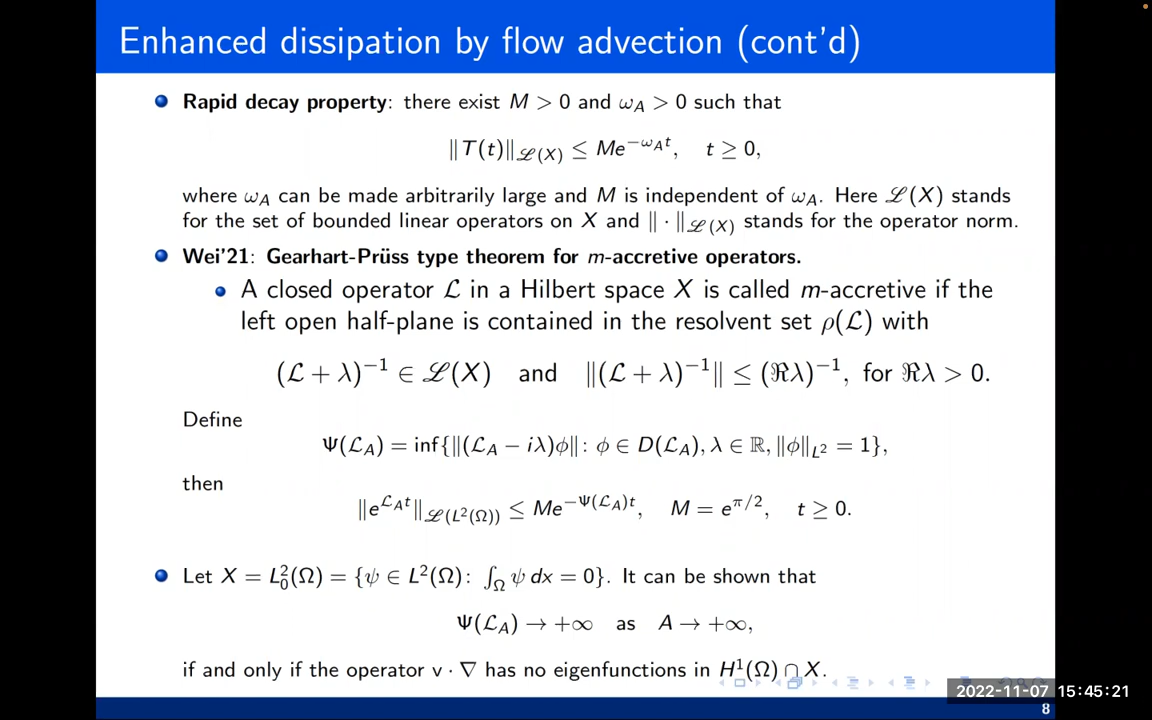 Enhanced dissipation by flow advection (cont'd)
Rapid decay property: there exist M > 0 and ω_A > 0 such that
‖T(t)‖_ℒ(X) ≤ Me^{−ω_A t}, t ≥ 0,
where ω_A can be made arbitrarily large and M is independent of ω_A. Here ℒ(X) stands
for the set of bounded linear operators on X and ‖ · ‖_ℒ(X) stands for the operator norm.
Wei'21: Gearhart-Prüss type theorem for m-accretive operators.
A closed operator L in a Hilbert space X is called m-accretive if the
left open half-plane is contained in the resolvent set ρ(L) with
(L + λ)^{−1} ∈ ℒ(X) and ‖(L + λ)^{−1}‖ ≤ (ℜλ)^{−1}, for ℜλ > 0.
Define
Ψ(L_A) = inf{‖(L_A − iλ)ϕ‖: ϕ ∈ D(L_A), λ ∈ ℝ, ‖ϕ‖_{L^2} = 1},
then
‖e^{L_A t}‖_ℒ(L^2(Ω)) ≤ Me^{−Ψ(L_A)t}, M = e^{π/2}, t ≥ 0.
Let X = L^2_0(Ω) = {ψ ∈ L^2(Ω): ∫_Ω ψ dx = 0}. It can be shown that
Ψ(L_A) → +∞ as A → +∞,
if and only if the operator v · ∇ has no eigenfunctions in H^1(Ω) ∩ X.
2022-11-07 15:45:21
8